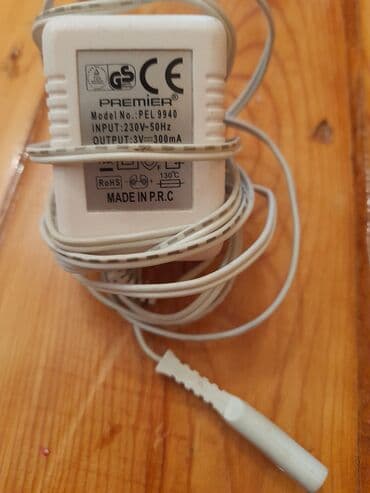 GS CE
PREMIER®
Model No.:PEL 9940
INPUT:230V~50Hz
OUTPUT:3V⎓300mA
RoHS 130°C
MADE IN P.R.C